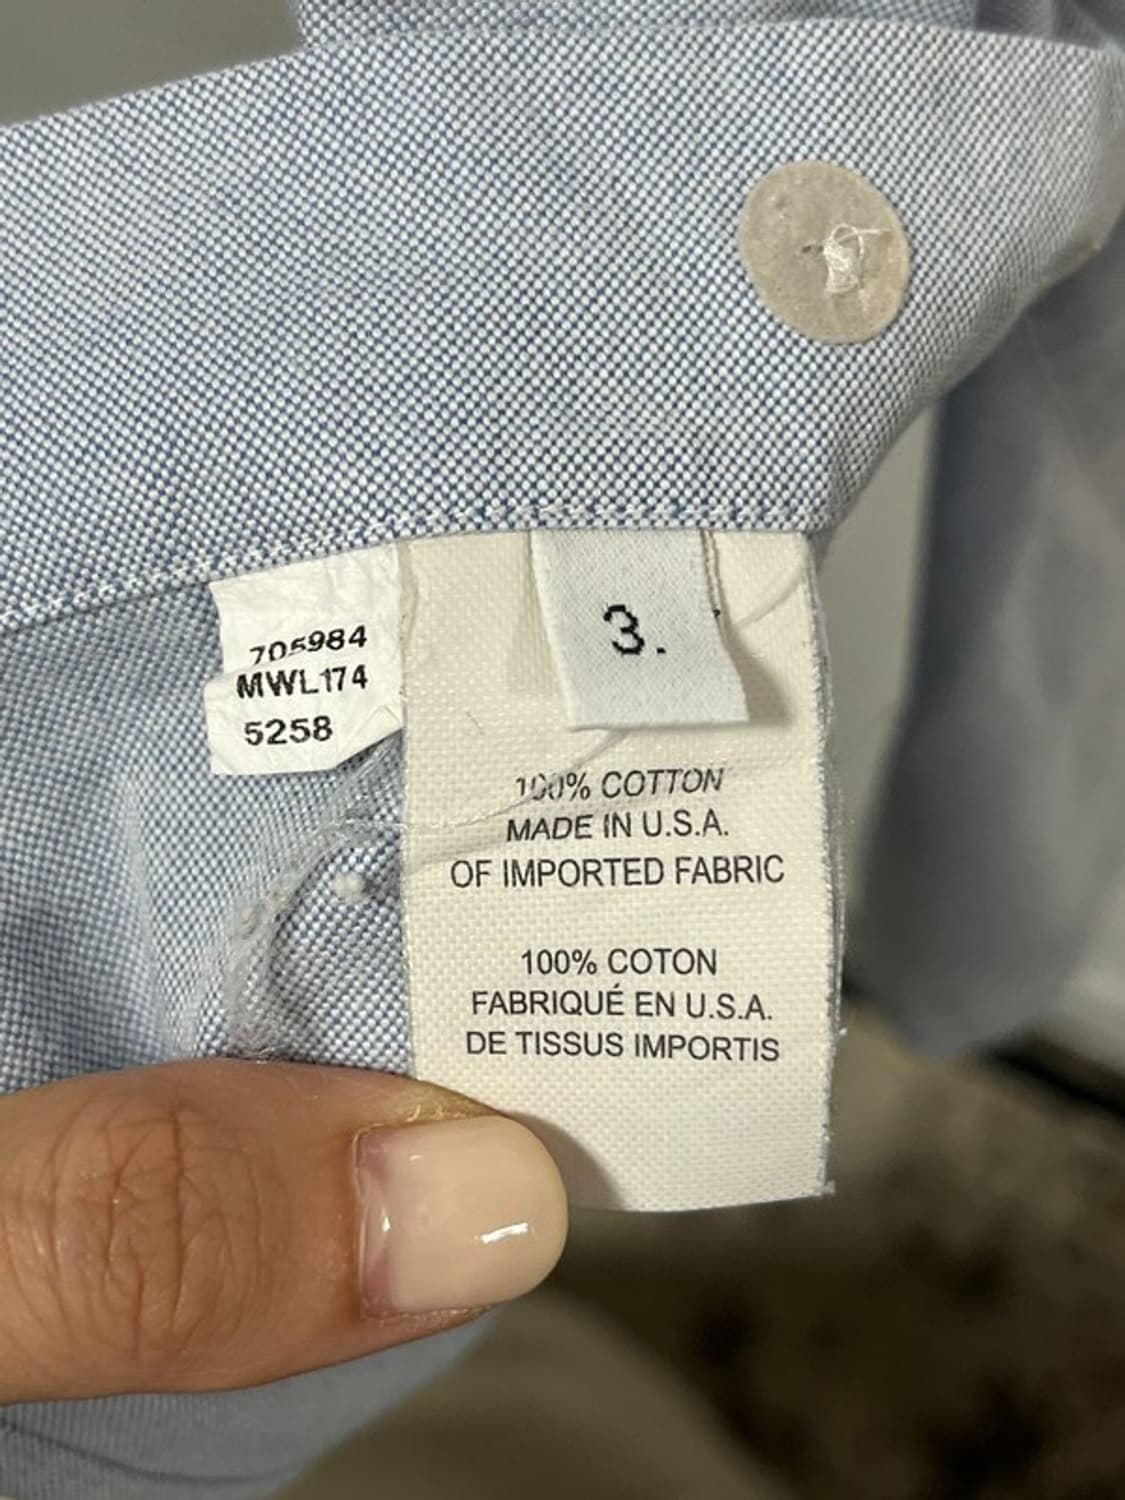 705984
MWL174
5258
3.
100% COTTON
MADE IN U.S.A.
OF IMPORTED FABRIC
100% COTON
FABRIQUÉ EN U.S.A.
DE TISSUS IMPORTIS